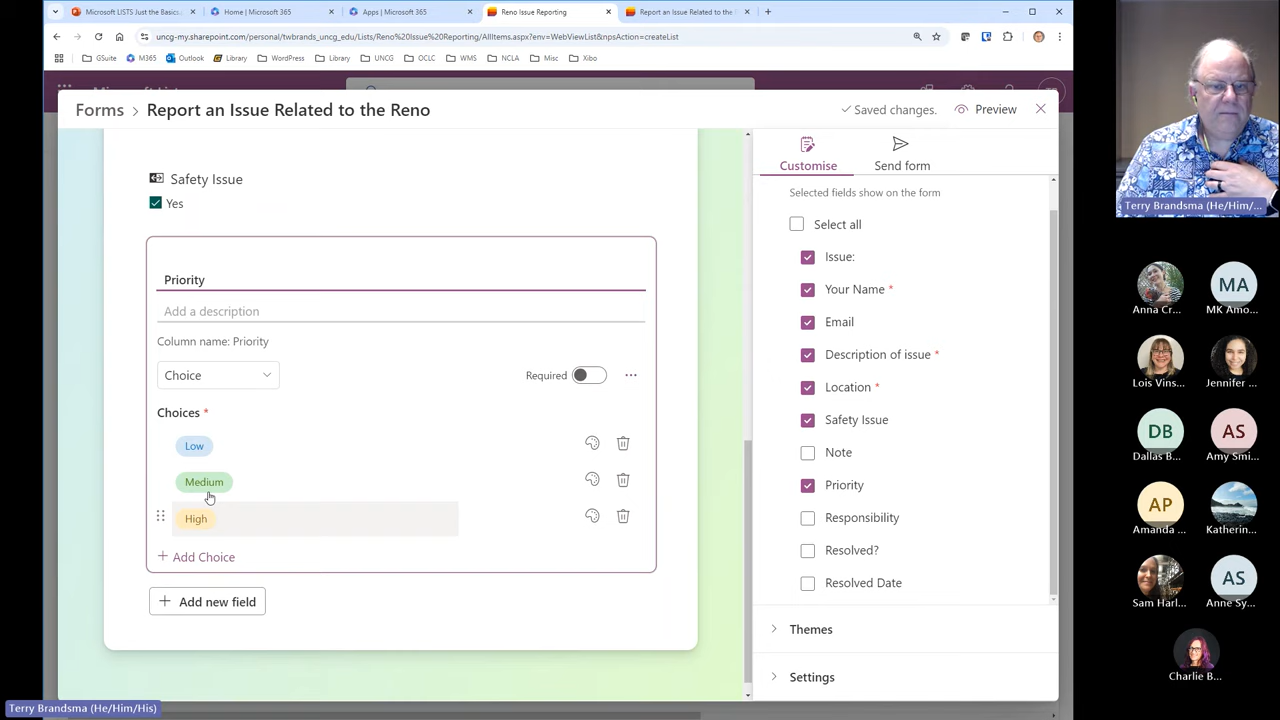 Microsoft LISTS Just the Basics...
Home | Microsoft 365
Apps | Microsoft 365
Reno Issue Reporting
Report an Issue Related to the R
uncg-my.sharepoint.com/personal/twbrands_uncg_edu/Lists/Reno%20Issue%20Reporting/AllItems.aspx?env=WebViewList&npsAction=createList
GSuite
M365
Outlook
Library
WordPress
Library
UNCG
OCLC
WMS
NCLA
Misc
Xibo
Forms > Report an Issue Related to the Reno
Saved changes.
Preview
Safety Issue
Yes
Priority
Add a description
Column name: Priority
Choice
Required
Choices *
Low
Medium
High
+ Add Choice
+ Add new field
Customise
Send form
Selected fields show on the form
Select all
Issue:
Your Name *
Email
Description of issue *
Location *
Safety Issue
Note
Priority
Responsibility
Resolved?
Resolved Date
Themes
Settings
Terry Brandsma (He/Him/His)
Terry Brandsma (He/Him/...
Anna Cr...
MA
MK Amo...
Lois Vins...
Jennifer ...
DB
Dallas B...
AS
Amy Smi...
AP
Amanda ...
Katherin...
Sam Harl...
AS
Anne Sy...
Charlie B...